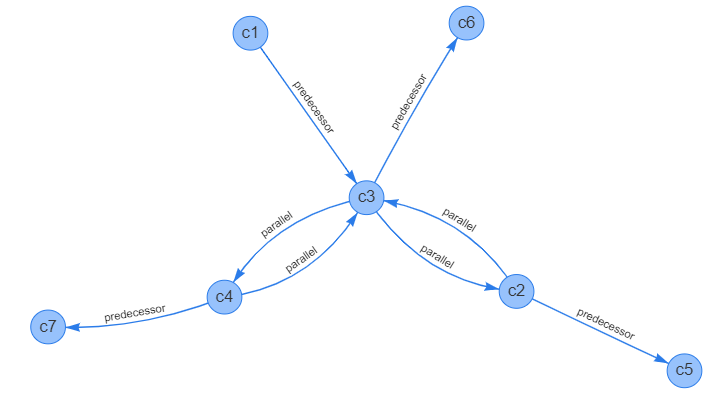 c1
c6
predecessor
predecessor
c3
parallel
parallel
parallel
parallel
c4
c2
predecessor
predecessor
c7
c5